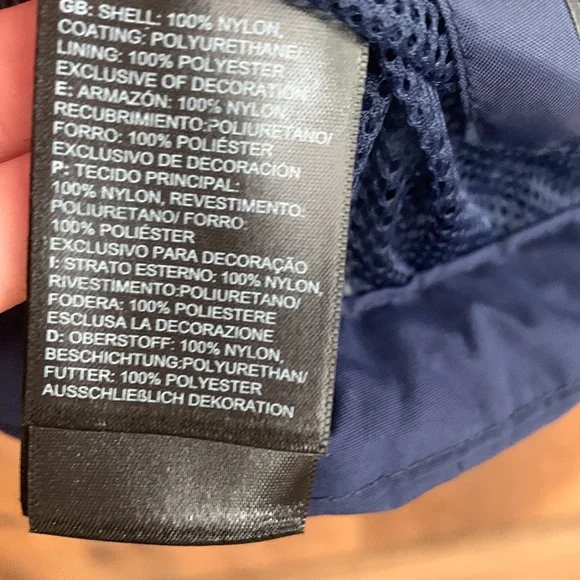 GB: SHELL: 100% NYLON,
COATING: POLYURETHANE/
LINING: 100% POLYESTER
EXCLUSIVE OF DECORATION
E: ARMAZÓN: 100% NYLON,
RECUBRIMIENTO:POLIURETANO/
FORRO: 100% POLIÉSTER
EXCLUSIVO DE DECORACIÓN
P: TECIDO PRINCIPAL:
100% NYLON, REVESTIMENTO:
POLIURETANO/ FORRO:
100% POLIÉSTER
EXCLUSIVO PARA DECORAÇÃO
I: STRATO ESTERNO: 100% NYLON,
RIVESTIMENTO:POLIURETANO/
FODERA: 100% POLIESTERE
ESCLUSA LA DECORAZIONE
D: OBERSTOFF: 100% NYLON,
BESCHICHTUNG:POLYURETHAN/
FUTTER: 100% POLYESTER
AUSSCHLIEßLICH DEKORATION